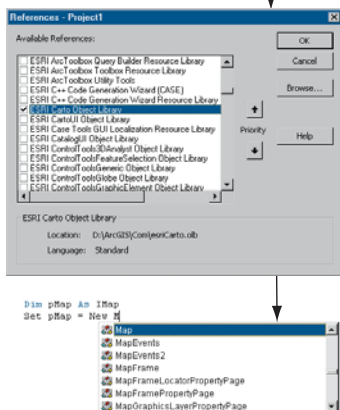 References - Project1
Available References:
OK
ESRI ArcToolbox Query Builder Resource Library
ESRI ArcToolbox Toolbox Resource Library
Cancel
ESRI ArcToolbox Utility Tools
ESRI C++ Code Generation Wizard (CASE)
Browse...
ESRI C++ Code Generation Wizard Resource Library
ESRI Carto Object Library
ESRI CartoUI Object Library
ESRI Case Tools GUI Localization Resource Library
Priority
Help
ESRI CatalogUI Object Library
ESRI ControlTools3DAnalyst Object Library
ESRI ControlToolsFeatureSelection Object Library
ESRI ControlToolsGeneric Object Library
ESRI ControlToolsGlobe Object Library
ESRI ControlToolsGraphicElement Object Library
ESRI Carto Object Library
Location: D:\ArcGIS\Com\esriCarto.olb
Language: Standard
Dim pMap As IMap
Set pMap = New M
Map
MapEvents
MapEvents2
MapFrame
MapFrameLocatorPropertyPage
MapFramePropertyPage
MapGraphicsLayerPropertyPage